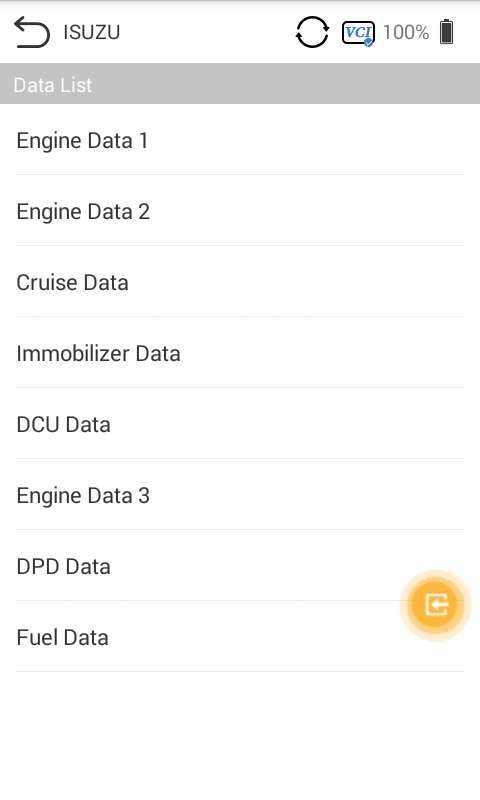 ISUZU
VCI
100%
Data List
Engine Data 1
Engine Data 2
Cruise Data
Immobilizer Data
DCU Data
Engine Data 3
DPD Data
Fuel Data